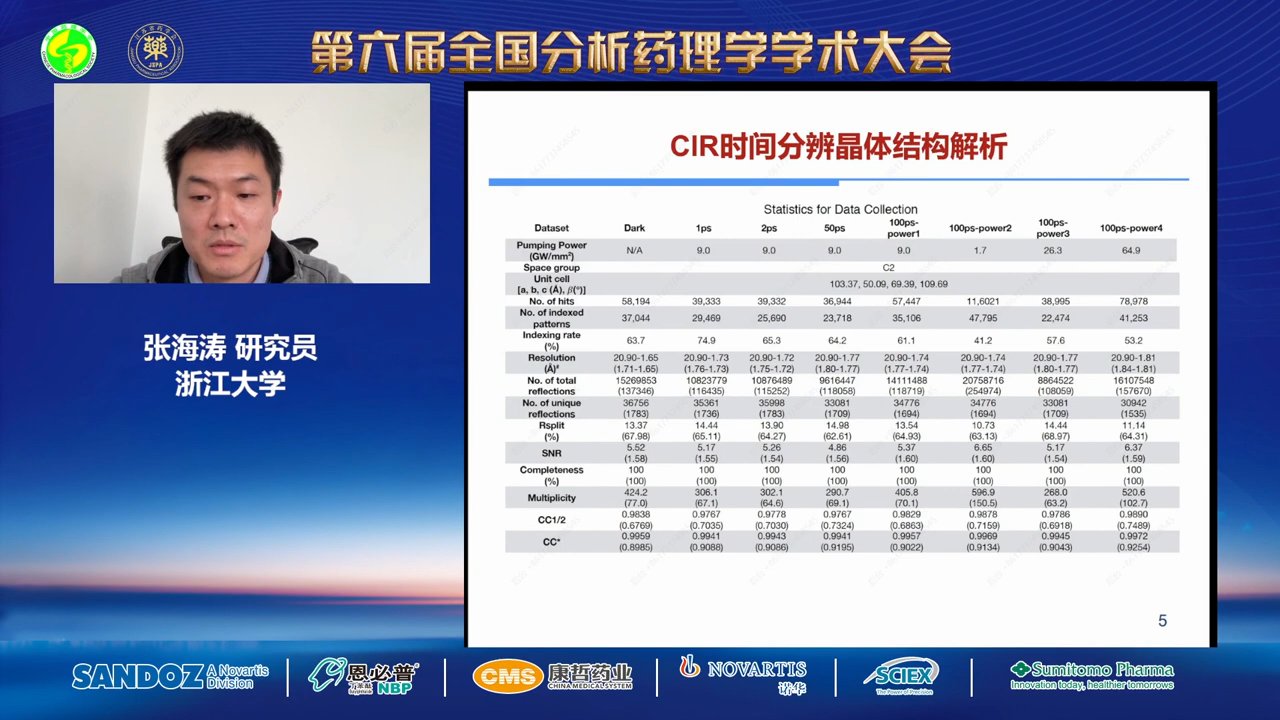 第六届全国分析药理学学术大会
JSPA
张海涛 研究员
浙江大学
CIR时间分辨晶体结构解析
Statistics for Data Collection
Dataset Dark 1ps 2ps 50ps 100ps-power1 100ps-power2 100ps-power3 100ps-power4
Pumping Power (GW/mm²) N/A 9.0 9.0 9.0 9.0 1.7 26.3 64.9
Space group C2
Unit cell [a, b, c (Å), β(°)] 103.37, 50.09, 69.39, 109.69
No. of hits 58,194 39,333 39,332 36,944 57,447 11,6021 38,995 78,978
No. of indexed patterns 37,044 29,469 25,690 23,718 35,106 47,795 22,474 41,253
Indexing rate (%) 63.7 74.9 65.3 64.2 61.1 41.2 57.6 53.2
Resolution (Å)# 20.90-1.65 20.90-1.73 20.90-1.72 20.90-1.77 20.90-1.74 20.90-1.74 20.90-1.77 20.90-1.81
(1.71-1.65) (1.76-1.73) (1.75-1.72) (1.80-1.77) (1.77-1.74) (1.77-1.74) (1.80-1.77) (1.84-1.81)
No. of total reflections 15269853 10823779 10876489 9616447 14111488 20758716 8864522 16107548
(137346) (116435) (115252) (118058) (118719) (254974) (108059) (157670)
No. of unique reflections 36756 35361 35998 33081 34776 34776 33081 30942
(1783) (1736) (1783) (1709) (1694) (1694) (1709) (1535)
Rsplit (%) 13.37 14.44 13.90 14.98 13.54 10.73 14.44 11.14
(67.98) (65.11) (64.27) (62.61) (64.93) (63.13) (68.97) (64.31)
SNR 5.52 5.17 5.26 4.86 5.37 6.65 5.17 6.37
(1.58) (1.55) (1.54) (1.56) (1.60) (1.60) (1.54) (1.59)
Completeness (%) 100 100 100 100 100 100 100 100
(100) (100) (100) (100) (100) (100) (100) (100)
Multiplicity 424.2 306.1 302.1 290.7 405.8 596.9 268.0 520.6
(77.0) (67.1) (64.6) (69.1) (70.1) (150.5) (63.2) (102.7)
CC1/2 0.9838 0.9767 0.9778 0.9767 0.9829 0.9878 0.9786 0.9890
(0.6769) (0.7035) (0.7030) (0.7324) (0.6863) (0.7159) (0.6918) (0.7489)
CC* 0.9959 0.9941 0.9943 0.9941 0.9957 0.9969 0.9945 0.9972
(0.8985) (0.9088) (0.9086) (0.9195) (0.9022) (0.9134) (0.9043) (0.9254)
5
SANDOZ A Novartis Division
恩必普 NBP
CMS 康哲药业
CHINA MEDICAL SYSTEM
NOVARTIS
诺华
SCIEX
The Power of Precision
Sumitomo Pharma
Innovation today, healthier tomorrows